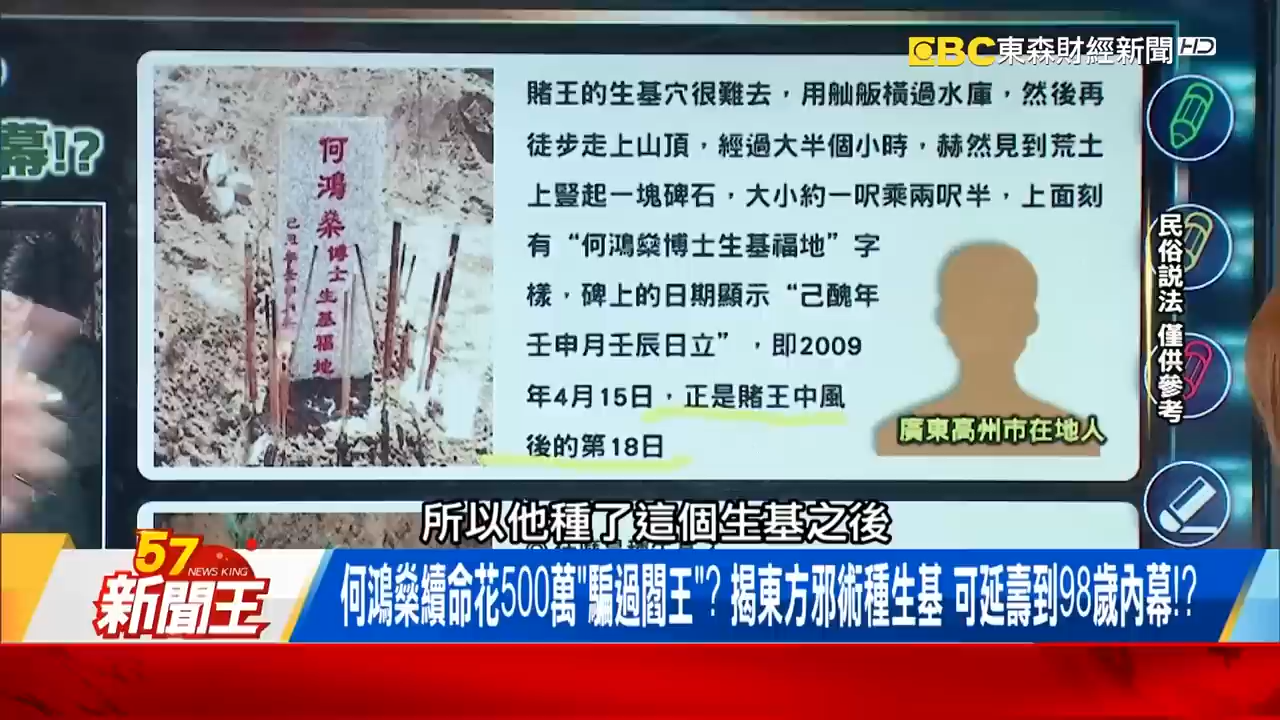 EBC 東森財經新聞 HD
幕!?
何鴻燊博士生基福地
賭王的生基穴很難去，用舢舨橫過水庫，然後再
徒步走上山頂，經過大半個小時，赫然見到荒土
上豎起一塊碑石，大小約一呎乘兩呎半，上面刻
有“何鴻燊博士生基福地”字
樣，碑上的日期顯示“己醜年
壬申月壬辰日立”，即2009
年4月15日，正是賭王中風
後的第18日
廣東高州市在地人
民俗説法 僅供參考
所以他種了這個生基之後
57
NEWS KING
新聞王
何鴻燊續命花500萬"騙過閻王"? 揭東方邪術種生基 可延壽到98歲內幕!?